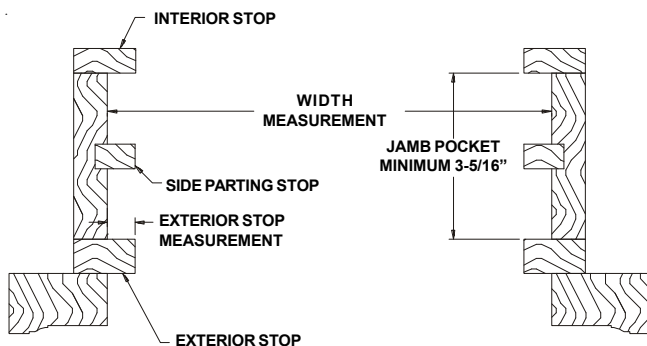 INTERIOR STOP
WIDTH
MEASUREMENT
JAMB POCKET
MINIMUM 3-5/16”
SIDE PARTING STOP
EXTERIOR STOP
MEASUREMENT
EXTERIOR STOP